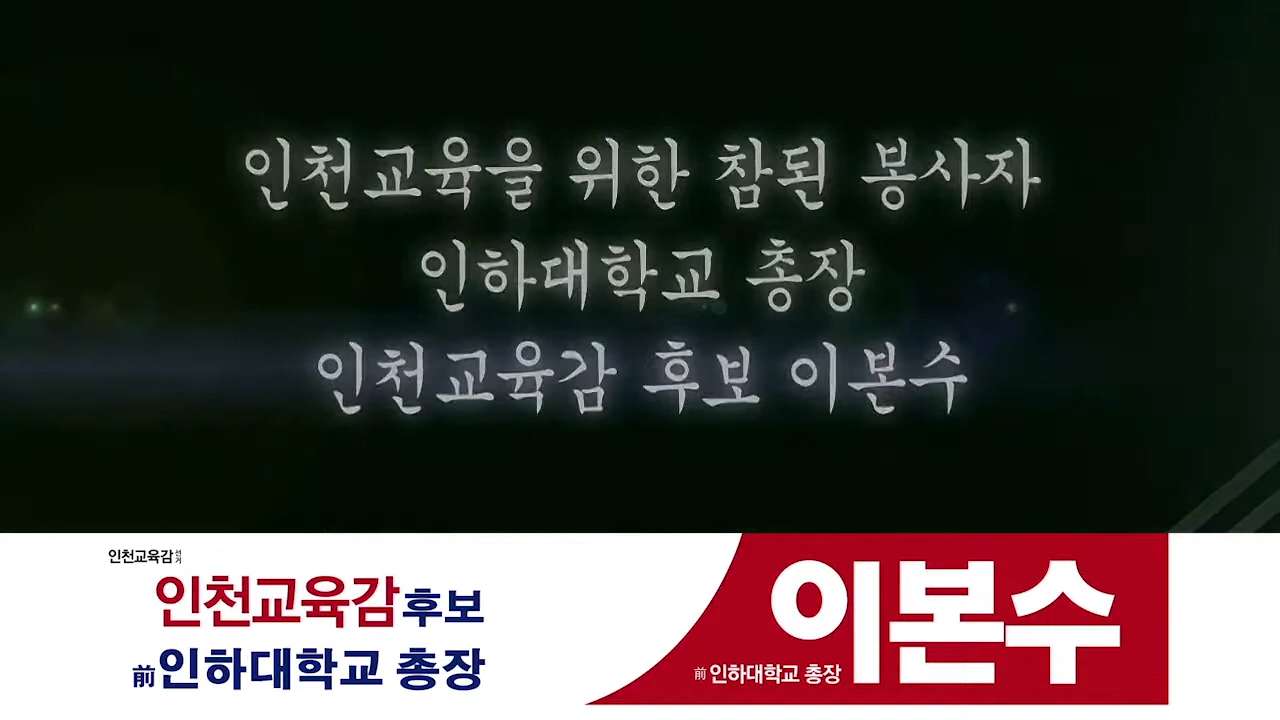 인천교육을 위한 참된 봉사자
인하대학교 총장
인천교육감 후보 이본수
인천교육감선거
인천교육감후보
前인하대학교 총장
前 인하대학교 총장
이본수